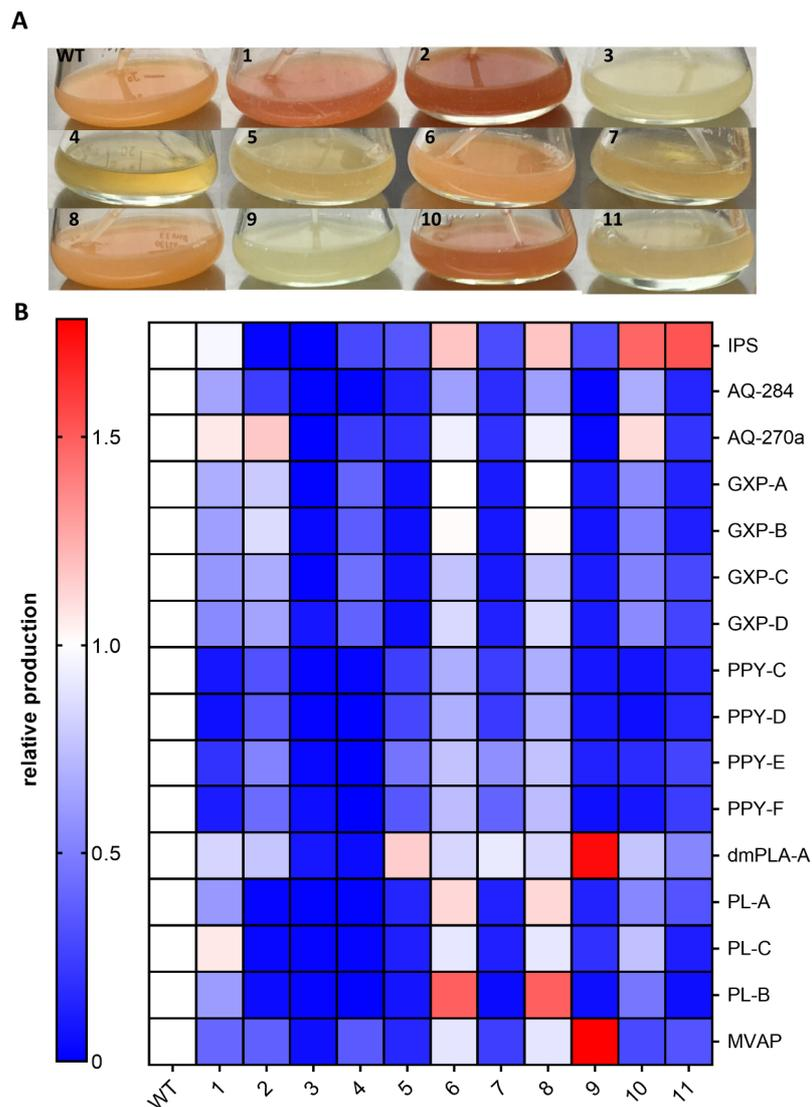 A
WT 1 2 3
4 5 6 7
8 9 10 11
B
relative production
1.5
1.0
0.5
0
IPS
AQ-284
AQ-270a
GXP-A
GXP-B
GXP-C
GXP-D
PPY-C
PPY-D
PPY-E
PPY-F
dmPLA-A
PL-A
PL-C
PL-B
MVAP
WT 1 2 3 4 5 6 7 8 9 10 11